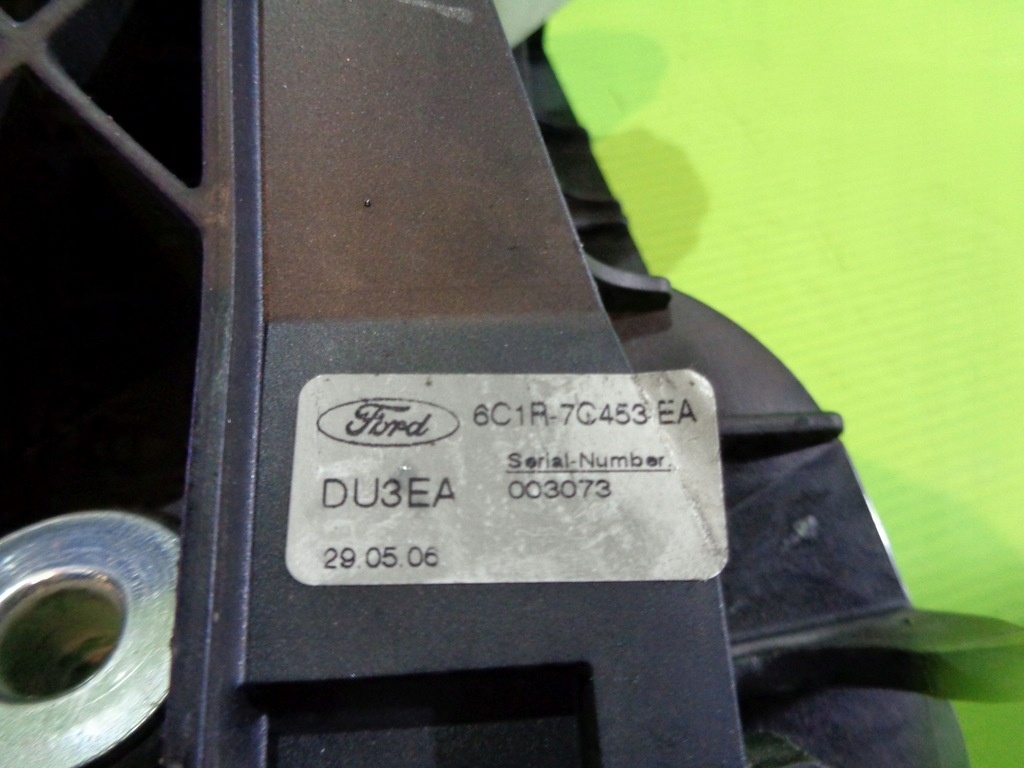 Ford 6C1R-7C453 EA
DU3EA Serial-Number
003073
29.05.06